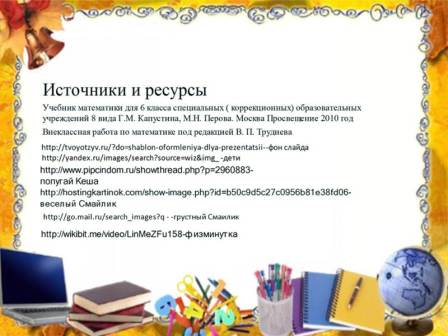 Источники и ресурсы
Учебник математики для 6 класса специальных ( коррекционных) образовательных
учреждений 8 вида Г.М. Капустина, М.Н. Перова. Москва Просвещение 2010 год
Внеклассная работа по математике под редакцией В. П. Труднева
http://tvoyotzyv.ru/?do=shablon-oformleniya-dlya-prezentatsii--фон слайда
http://yandex.ru/images/search?source=wiz&img_ -дети
http://www.pipcindom.ru/showthread.php?p=2960883-
попугай Кеша
http://hostingkartinok.com/show-image.php?id=b50c9d5c27c0956b81e38fd06-
веселый Смайлик
http://go.mail.ru/search_images?q - -грустный Смаилик
http://wikibit.me/video/LinMeZFu158-физминутка